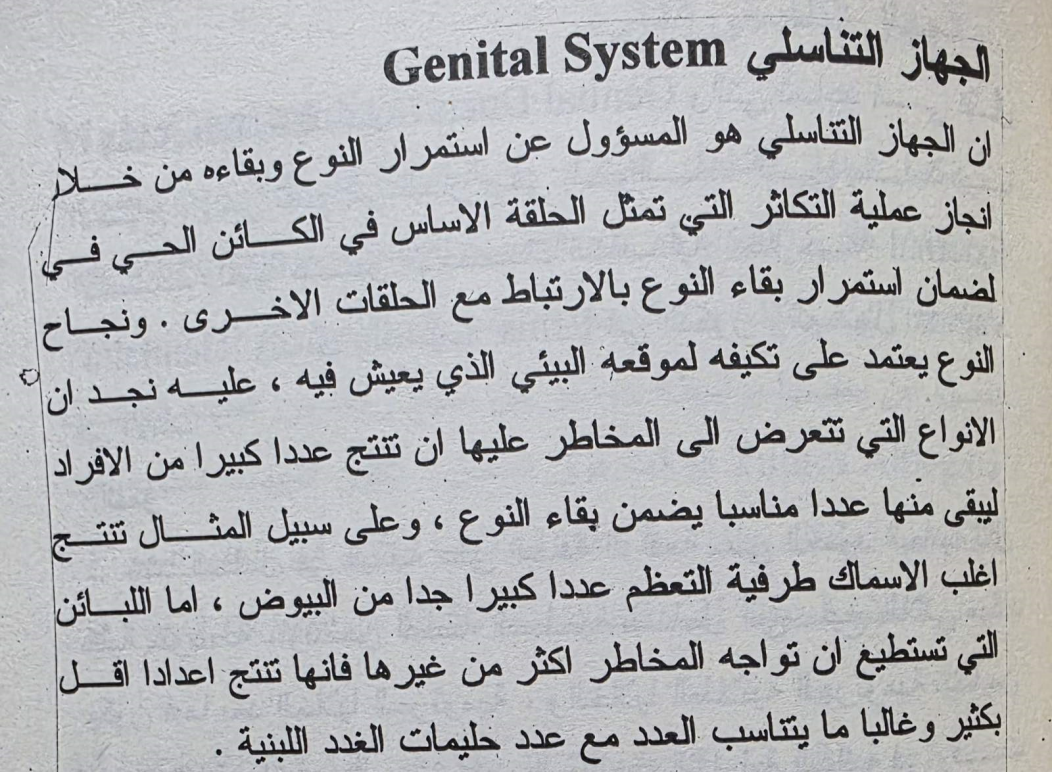 الجهاز التناسلي Genital System
ان الجهاز التناسلي هو المسؤول عن استمرار النوع وبقاءه من خلال
انجاز عملية التكاثر التي تمثل الحلقة الاساس في الكائن الحي في
لضمان استمرار بقاء النوع بالارتباط مع الحلقات الاخرى . ونجاح
النوع يعتمد على تكيفه لموقعه البيئي الذي يعيش فيه ، عليه نجد ان
الانواع التي تتعرض الى المخاطر عليها ان تنتج عددا كبيرا من الافراد
ليبقى منها عددا مناسبا يضمن بقاء النوع ، وعلى سبيل المثال تنتج
اغلب الاسماك طرفية التعظم عددا كبيرا جدا من البيوض ، اما اللبائن
التي تستطيع ان تواجه المخاطر اكثر من غيرها فانها تنتج اعدادا اقل
بكثير وغالبا ما يتناسب العدد مع عدد حليمات الغدد اللبنية .